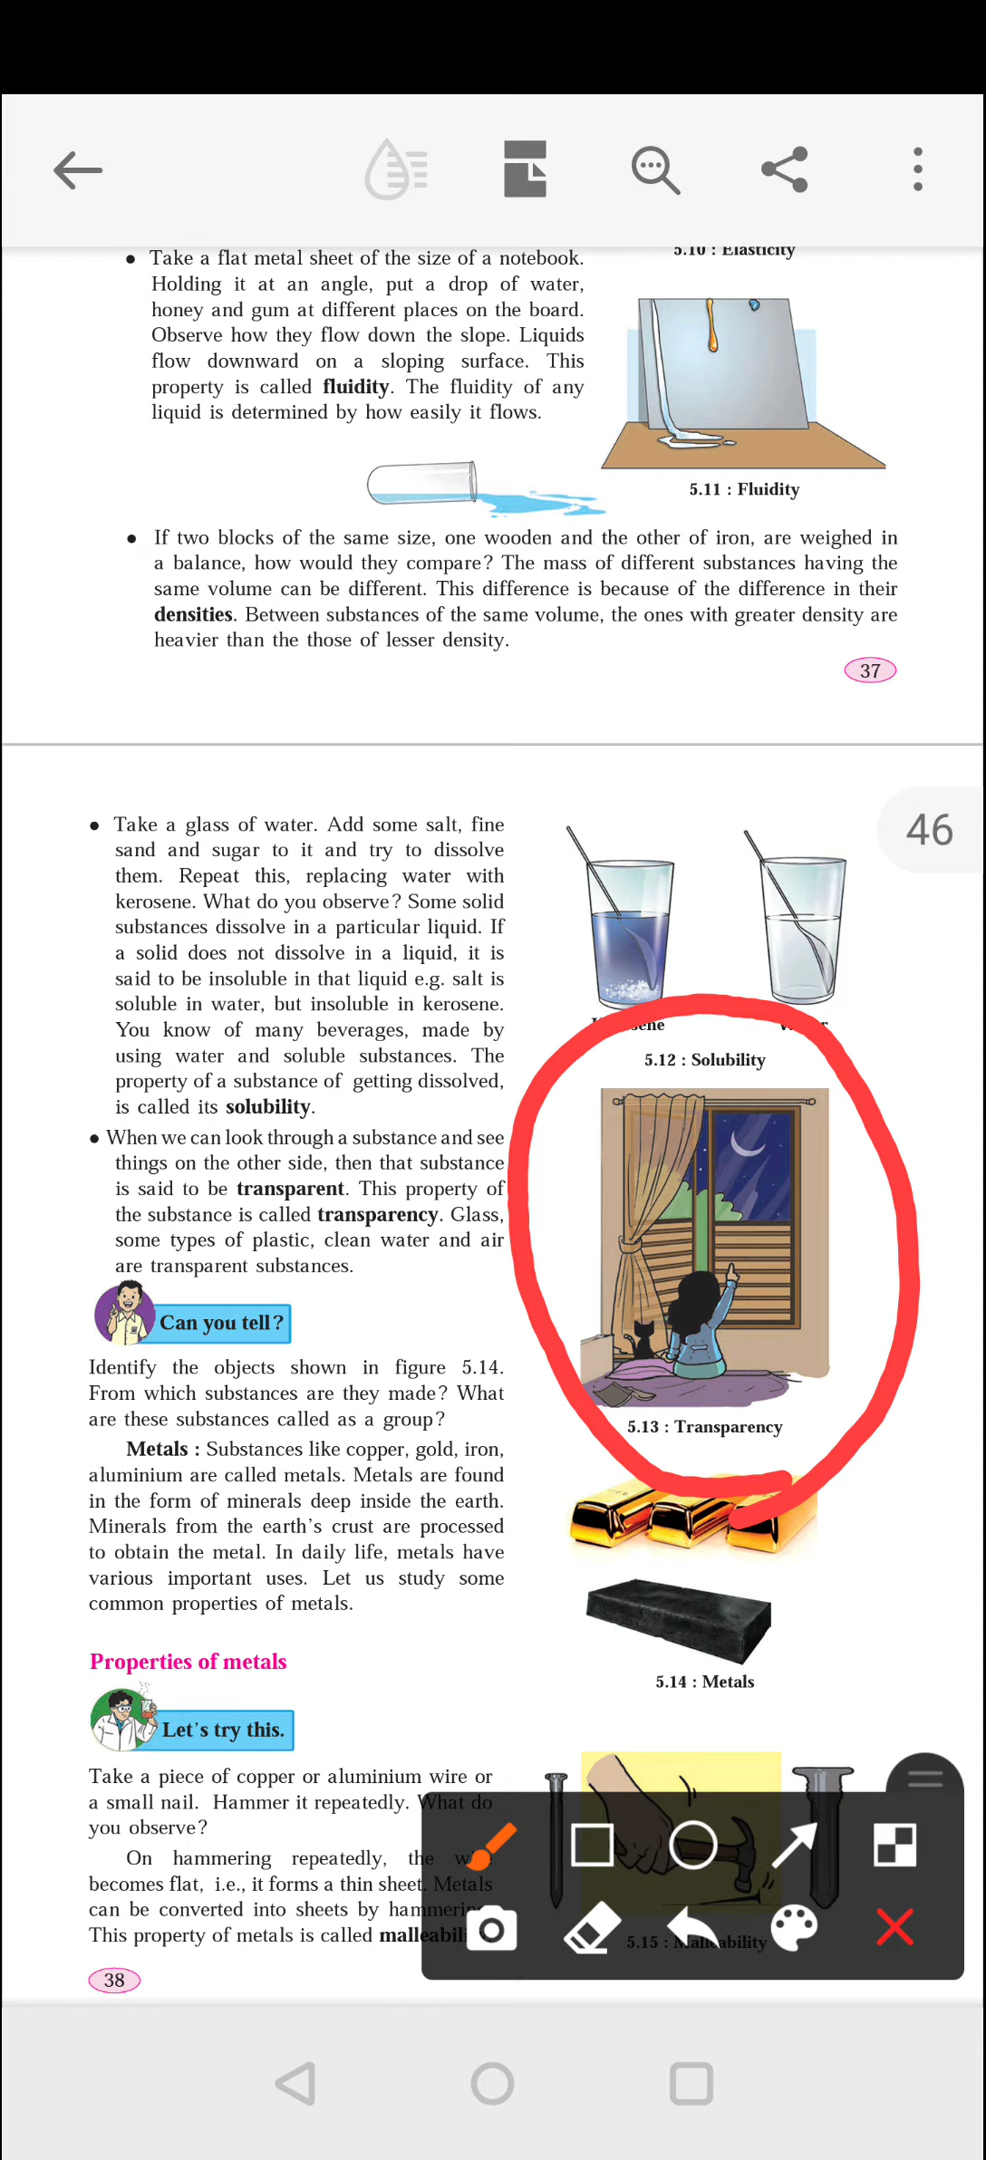 5.10 : Elasticity
• Take a flat metal sheet of the size of a notebook.
Holding it at an angle, put a drop of water,
honey and gum at different places on the board.
Observe how they flow down the slope. Liquids
flow downward on a sloping surface. This
property is called fluidity. The fluidity of any
liquid is determined by how easily it flows.
5.11 : Fluidity
• If two blocks of the same size, one wooden and the other of iron, are weighed in
a balance, how would they compare? The mass of different substances having the
same volume can be different. This difference is because of the difference in their
densities. Between substances of the same volume, the ones with greater density are
heavier than the those of lesser density.
37
46
• Take a glass of water. Add some salt, fine
sand and sugar to it and try to dissolve
them. Repeat this, replacing water with
kerosene. What do you observe? Some solid
substances dissolve in a particular liquid. If
a solid does not dissolve in a liquid, it is
said to be insoluble in that liquid e.g. salt is
soluble in water, but insoluble in kerosene.
You know of many beverages, made by
using water and soluble substances. The
property of a substance of getting dissolved,
is called its solubility.
5.12 : Solubility
• When we can look through a substance and see
things on the other side, then that substance
is said to be transparent. This property of
the substance is called transparency. Glass,
some types of plastic, clean water and air
are transparent substances.
5.13 : Transparency
Can you tell?
Identify the objects shown in figure 5.14.
From which substances are they made? What
are these substances called as a group?
Metals : Substances like copper, gold, iron,
aluminium are called metals. Metals are found
in the form of minerals deep inside the earth.
Minerals from the earth's crust are processed
to obtain the metal. In daily life, metals have
various important uses. Let us study some
common properties of metals.
5.14 : Metals
Properties of metals
Let's try this.
Take a piece of copper or aluminium wire or
a small nail. Hammer it repeatedly. What do
you observe?
On hammering repeatedly, the
becomes flat, i.e., it forms a thin sheet. Metals
can be converted into sheets by hammering.
This property of metals is called
5.15 : Malleability
38